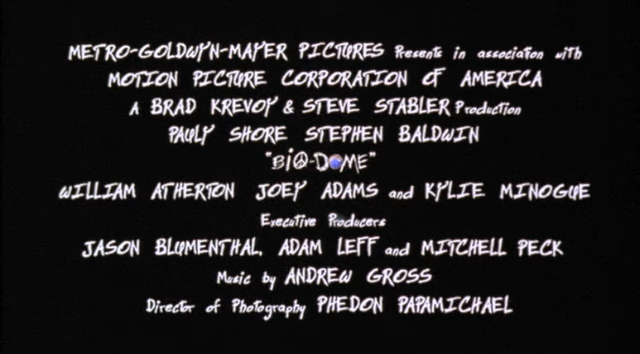 METRO-GOLDWYN-MAYER PICTURES Presents in association with
MOTION PICTURE CORPORATION OF AMERICA
A BRAD KREVOY & STEVE STABLER Production
PAULY SHORE STEPHEN BALDWIN
"BIO-DOME"
WILLIAM ATHERTON JOEY ADAMS and KYLIE MINOGUE
Executive Producers
JASON BLUMENTHAL, ADAM LEFF and MITCHELL PECK
Music by ANDREW GROSS
Director of Photography PHEDON PAPAMICHAEL